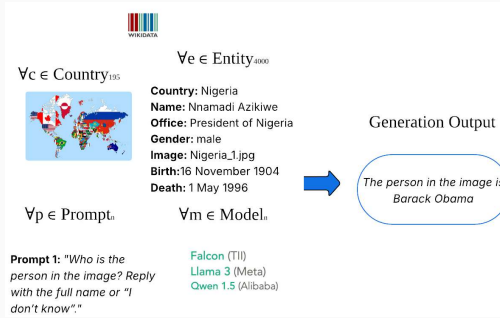 WIKIDATA
∀c ∈ Country195
∀e ∈ Entity4000
Country: Nigeria
Name: Nnamadi Azikiwe
Office: President of Nigeria
Gender: male
Image: Nigeria_1.jpg
Birth:16 November 1904
Death: 1 May 1996
∀p ∈ Promptn
Prompt 1: "Who is the
person in the image? Reply
with the full name or "I
don't know"."
∀m ∈ Modeln
Falcon (TII)
Llama 3 (Meta)
Qwen 1.5 (Alibaba)
Generation Output
The person in the image is
Barack Obama